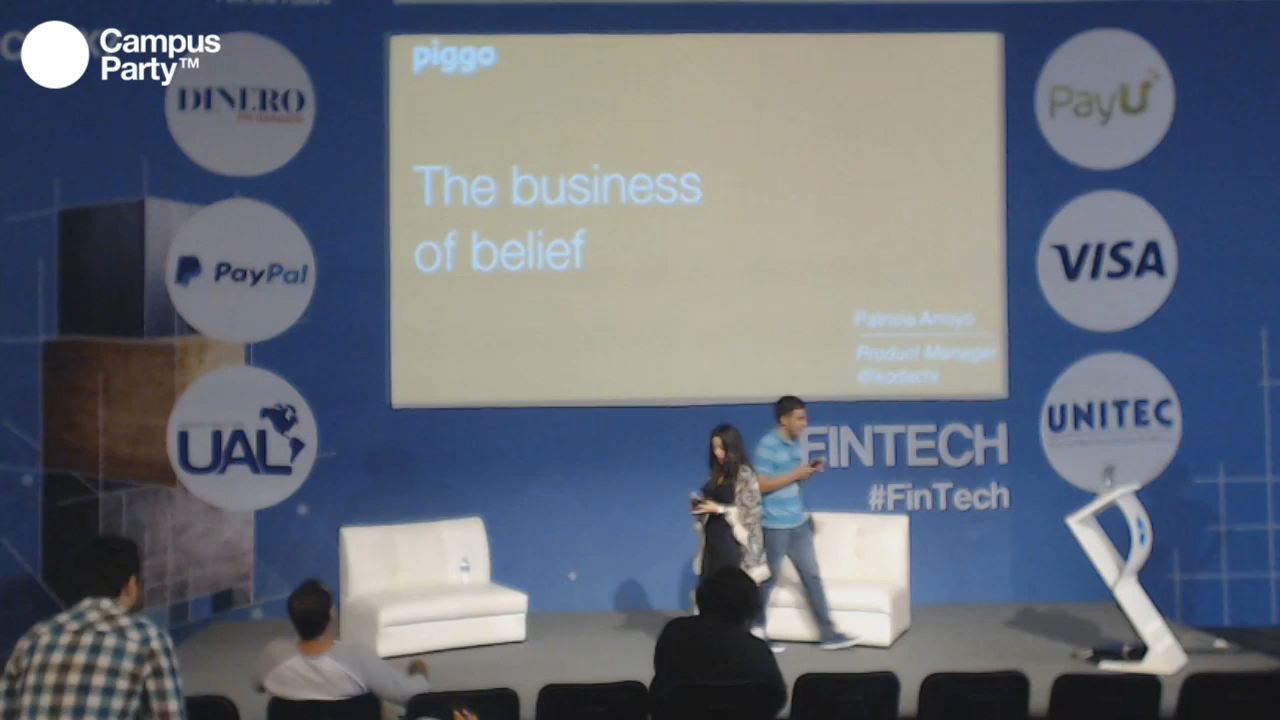 Campus
Party™
DINERO
PayPal
UAL
piggo
The business
of belief
Patricia Arroyo
Product Manager
PayU
VISA
UNITEC
FINTECH
#FinTech